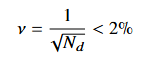 ν = 1/√N_d < 2%